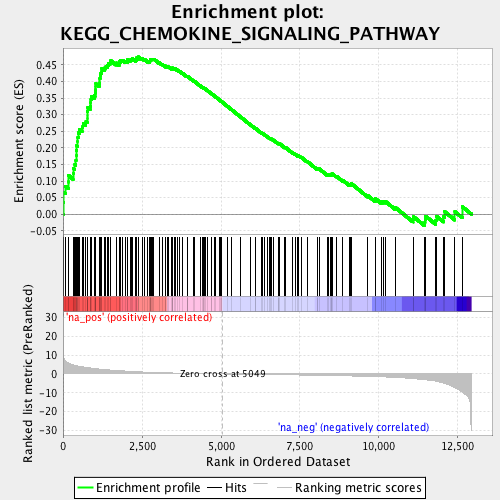 Enrichment plot:
KEGG_CHEMOKINE_SIGNALING_PATHWAY
Enrichment score (ES)
0.45
0.40
0.35
0.30
0.25
0.20
0.15
0.10
0.05
0.00
-0.05
'na_pos' (positively correlated)
Ranked list metric (PreRanked)
30
20
10
0
-10
-20
-30
Zero cross at 5049
'na_neg' (negatively correlated)
0
2,500
5,000
7,500
10,000
12,500
Rank in Ordered Dataset
Enrichment profile
Hits
Ranking metric scores